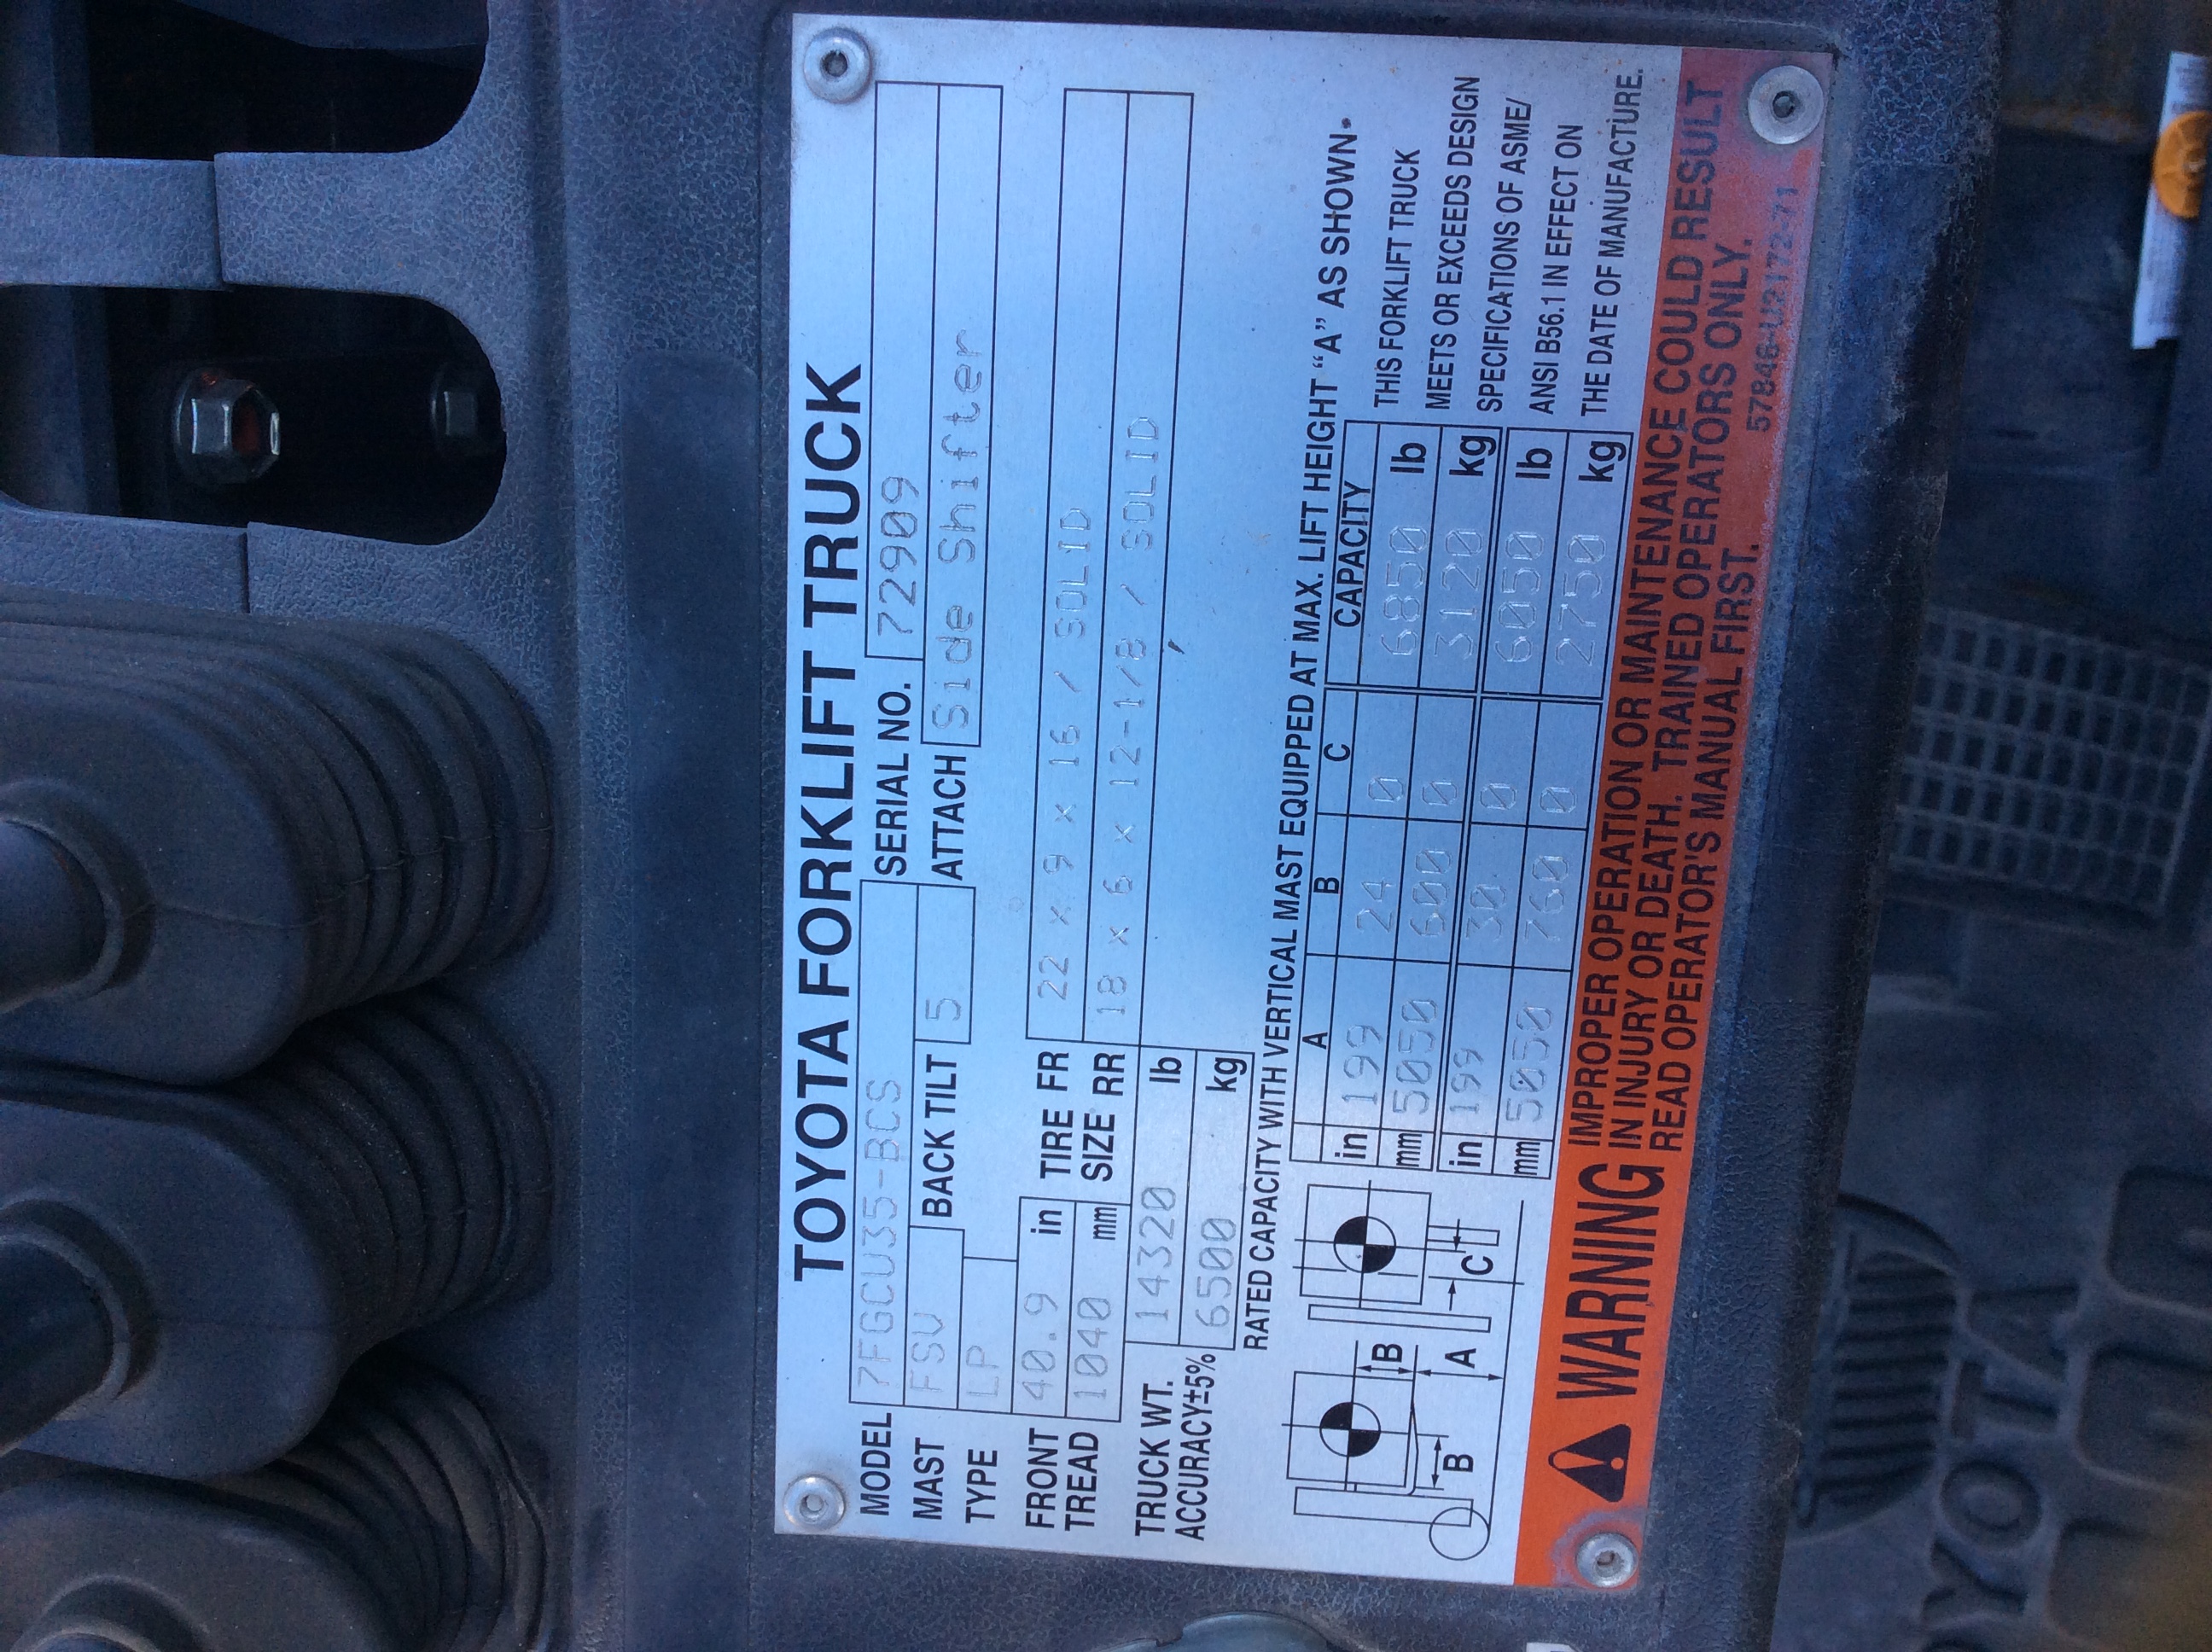 TOYOTA FORKLIFT TRUCK
MODEL 7FGCU35-BCS SERIAL NO. 72909
MAST FSV BACK TILT 5 ATTACH Side Shifter
TYPE LP
FRONT TREAD 40.9 in TIRE SIZE FR 22 x 9 x 16 / SOLID
1040 mm RR 18 x 6 x 12-1/8 / SOLID
TRUCK WT. 14320 lb
ACCURACY±5% 6500 kg
RATED CAPACITY WITH VERTICAL MAST EQUIPPED AT MAX. LIFT HEIGHT "A" AS SHOWN.
A B C CAPACITY
in 199 24 0 6850 lb
mm 5050 600 0 3120 kg
in 199 30 0 6050 lb
mm 5050 760 0 2750 kg
THIS FORKLIFT TRUCK
MEETS OR EXCEEDS DESIGN
SPECIFICATIONS OF ASME/
ANSI B56.1 IN EFFECT ON
THE DATE OF MANUFACTURE.
B
A
B
C
WARNING
IMPROPER OPERATION OR MAINTENANCE COULD RESULT
IN INJURY OR DEATH. TRAINED OPERATORS ONLY.
READ OPERATOR'S MANUAL FIRST.
57846-U2172-71
TOYOTA